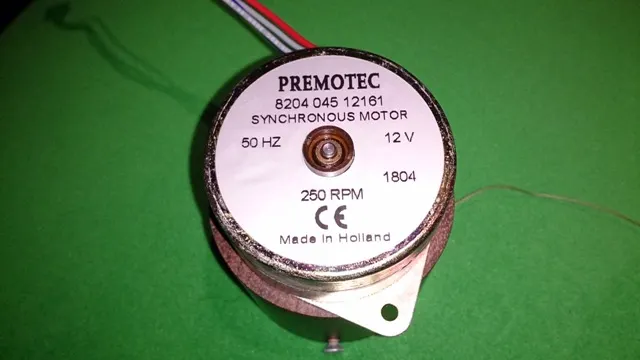 PREMOTEC
8204 045 12161
SYNCHRONOUS MOTOR
50 HZ 12 V
1804
250 RPM
CE
Made in Holland